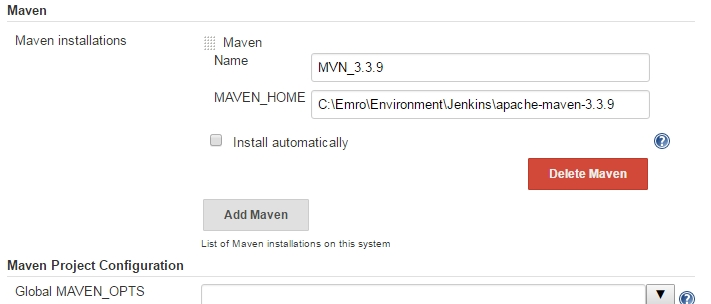 Maven
Maven installations
Maven
Name
MVN_3.3.9
MAVEN_HOME
C:\Emro\Environment\Jenkins\apache-maven-3.3.9
Install automatically
?
Delete Maven
Add Maven
List of Maven installations on this system
Maven Project Configuration
Global MAVEN_OPTS
▼
?